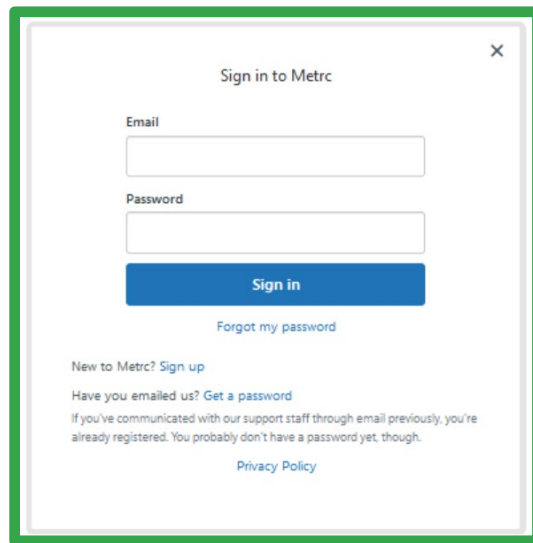 Sign in to Metrc
Email
Password
Sign in
Forgot my password
New to Metrc? Sign up
Have you emailed us? Get a password
If you've communicated with our support staff through email previously, you're
already registered. You probably don't have a password yet, though.
Privacy Policy